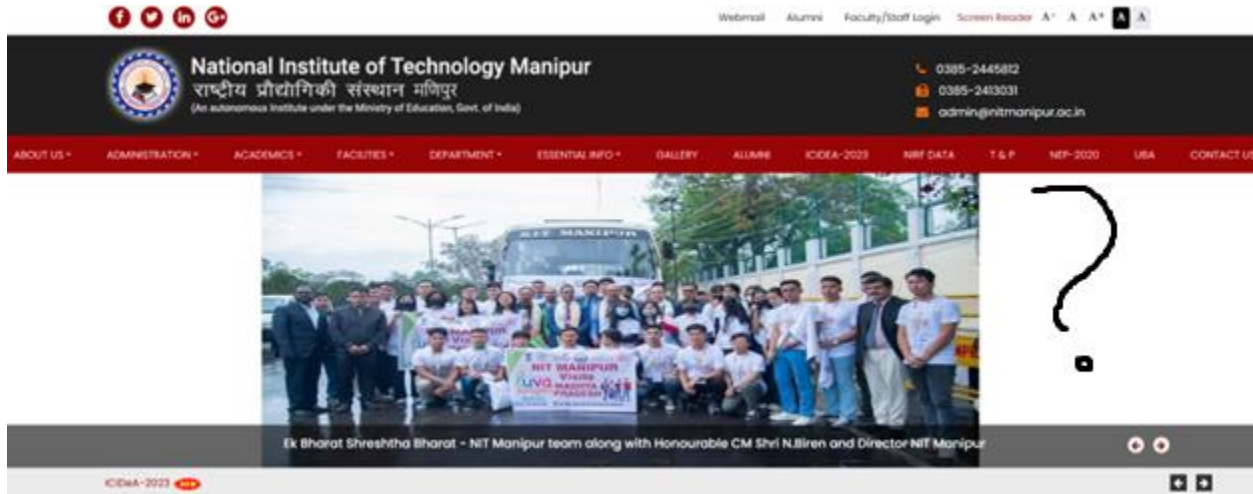 Webmail Alumni Faculty/Staff Login Screen Reader A- A A+ A A
National Institute of Technology Manipur
राष्ट्रीय प्रौद्योगिकी संस्थान मणिपुर
(An autonomous Institute under the Ministry of Education, Govt. of India)
0385-2445812
0385-2413031
admin@nitmanipur.ac.in
ABOUT US ADMINISTRATION ACADEMICS FACILITIES DEPARTMENT ESSENTIAL INFO GALLERY ALUMNI ICIDEA-2023 NIRF DATA T & P NEP-2020 UBA CONTACT US
?
NIT MANIPUR
NIT MANIPUR
Visits
YUVA MADHYA
PRADESH
Ek Bharat Shreshtha Bharat - NIT Manipur team along with Honourable CM Shri N.Biren and Director NIT Manipur
ICIDeA-2023 NEW